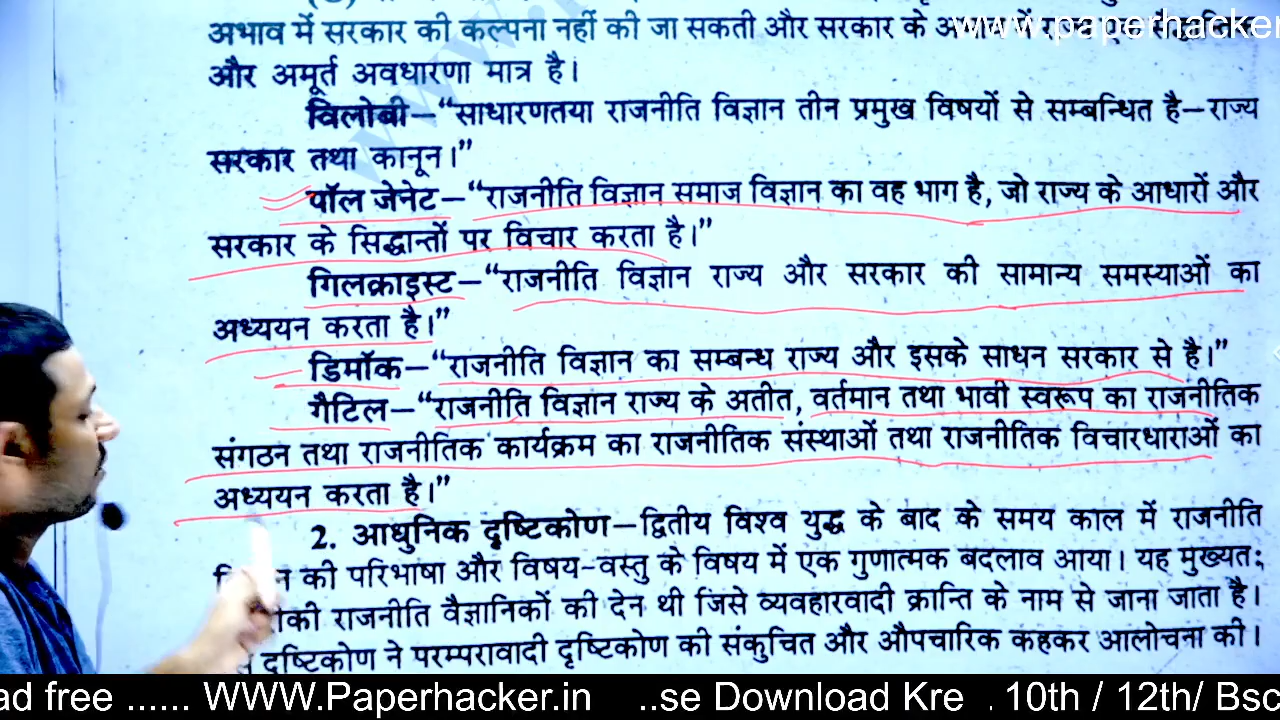 www.paperhacker
अभाव में सरकार की कल्पना नहीं की जा सकती और सरकार के
और अमूर्त अवधारणा मात्र है।
विलोबी–“साधारणतया राजनीति विज्ञान तीन प्रमुख विषयों से सम्बन्धित है–राज्य
सरकार तथा कानून।”
पॉल जेनेट–“राजनीति विज्ञान समाज विज्ञान का वह भाग है, जो राज्य के आधारों और
सरकार के सिद्धान्तों पर विचार करता है।”
गिलक्राइस्ट–“राजनीति विज्ञान राज्य और सरकार की सामान्य समस्याओं का
अध्ययन करता है।”
डिमॉक–“राजनीति विज्ञान का सम्बन्ध राज्य और इसके साधन सरकार से है।”
गैटिल–“राजनीति विज्ञान राज्य के अतीत, वर्तमान तथा भावी स्वरूप का राजनीतिक
संगठन तथा राजनीतिक कार्यक्रम का राजनीतिक संस्थाओं तथा राजनीतिक विचारधाराओं का
अध्ययन करता है।”
2. आधुनिक दृष्टिकोण–द्वितीय विश्व युद्ध के बाद के समय काल में राजनीति
की परिभाषा और विषय-वस्तु के विषय में एक गुणात्मक बदलाव आया। यह मुख्यत:
राजनीति वैज्ञानिकों की देन थी जिसे व्यवहारवादी क्रान्ति के नाम से जाना जाता है।
दृष्टिकोण ने परम्परावादी दृष्टिकोण की संकुचित और औपचारिक कहकर आलोचना की।
ad free ...... WWW.Paperhacker.in ..se Download Kre . 10th / 12th/ Bsc